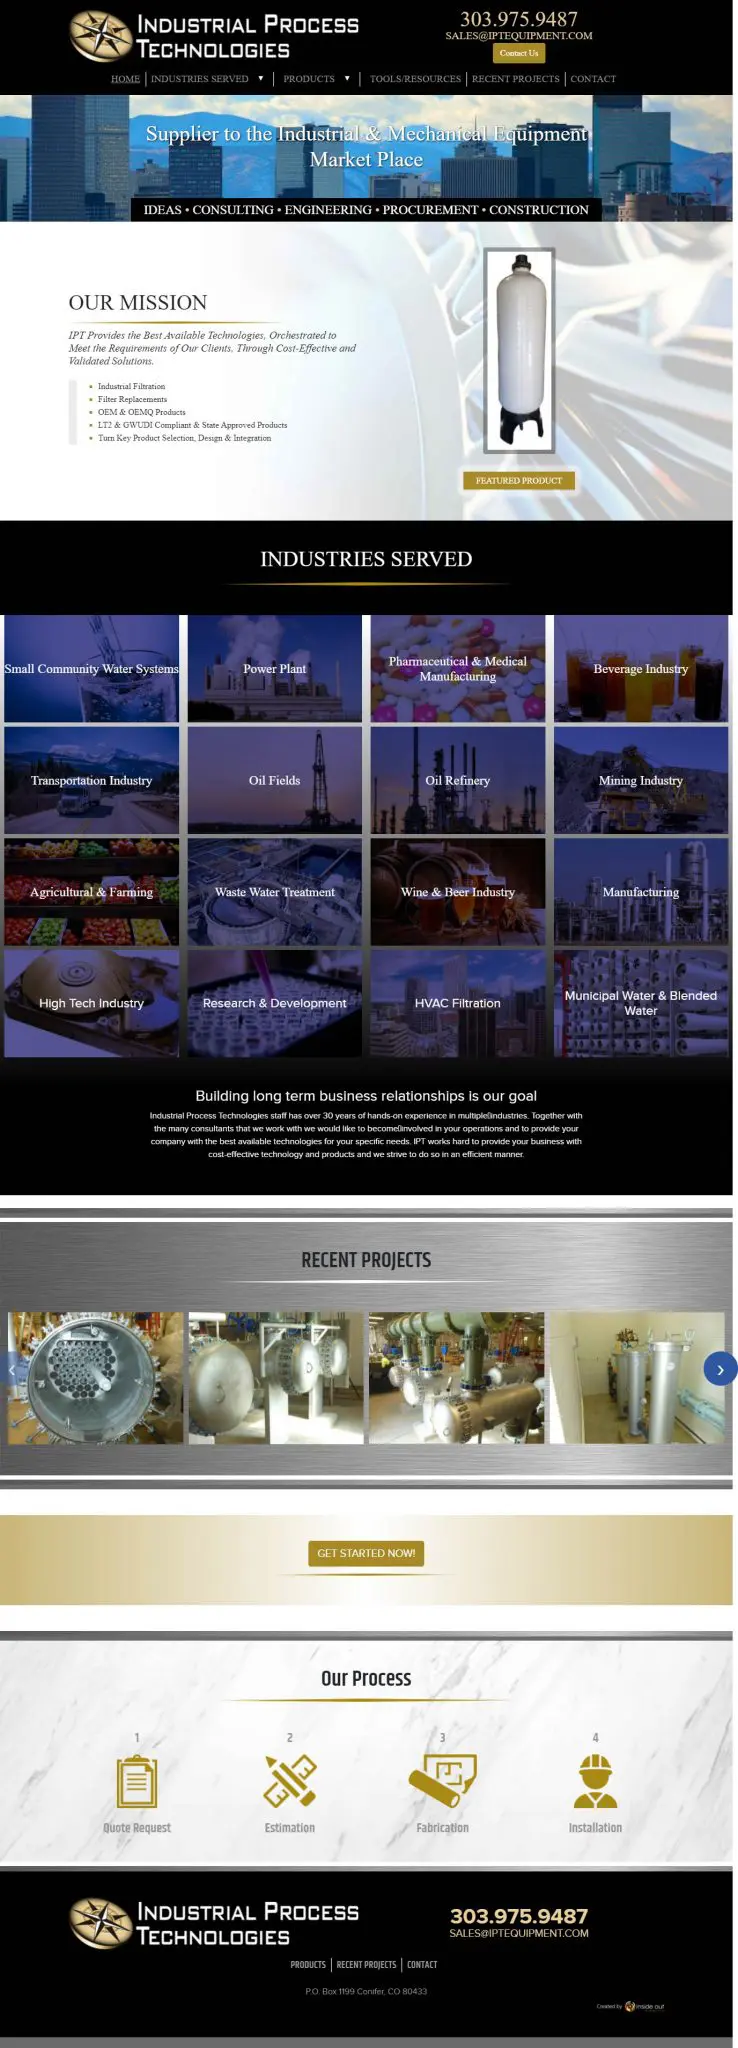 INDUSTRIAL PROCESS
TECHNOLOGIES
303.975.9487
SALES@IPTEQUIPMENT.COM
Contact Us
HOME INDUSTRIES SERVED ▼ PRODUCTS ▼ TOOLS/RESOURCES RECENT PROJECTS CONTACT
Supplier to the Industrial & Mechanical Equipment
Market Place
IDEAS • CONSULTING • ENGINEERING • PROCUREMENT • CONSTRUCTION
OUR MISSION
IPT Provides the Best Available Technologies, Orchestrated to
Meet the Requirements of Our Clients, Through Cost-Effective and
Validated Solutions.
Industrial Filtration
Filter Replacements
OEM & OEMQ Products
LT2 & GWUDI Compliant & State Approved Products
Turn Key Product Selection, Design & Integration
FEATURED PRODUCT
INDUSTRIES SERVED
Small Community Water Systems
Power Plant
Pharmaceutical & Medical
Manufacturing
Beverage Industry
Transportation Industry
Oil Fields
Oil Refinery
Mining Industry
Agricultural & Farming
Waste Water Treatment
Wine & Beer Industry
Manufacturing
High Tech Industry
Research & Development
HVAC Filtration
Municipal Water & Blended
Water
Building long term business relationships is our goal
Industrial Process Technologies staff has over 30 years of hands-on experience in multiple▯industries. Together with
the many consultants that we work with we would like to become▯involved in your operations and to provide your
company with the best available technologies for your specific needs. IPT works hard to provide your business with
cost-effective technology and products and we strive to do so in an efficient manner.
RECENT PROJECTS
GET STARTED NOW!
Our Process
1 2 3 4
Quote Request Estimation Fabrication Installation
INDUSTRIAL PROCESS
TECHNOLOGIES
303.975.9487
SALES@IPTEQUIPMENT.COM
PRODUCTS RECENT PROJECTS CONTACT
P.O. Box 1199 Conifer, CO 80433
Created by inside out